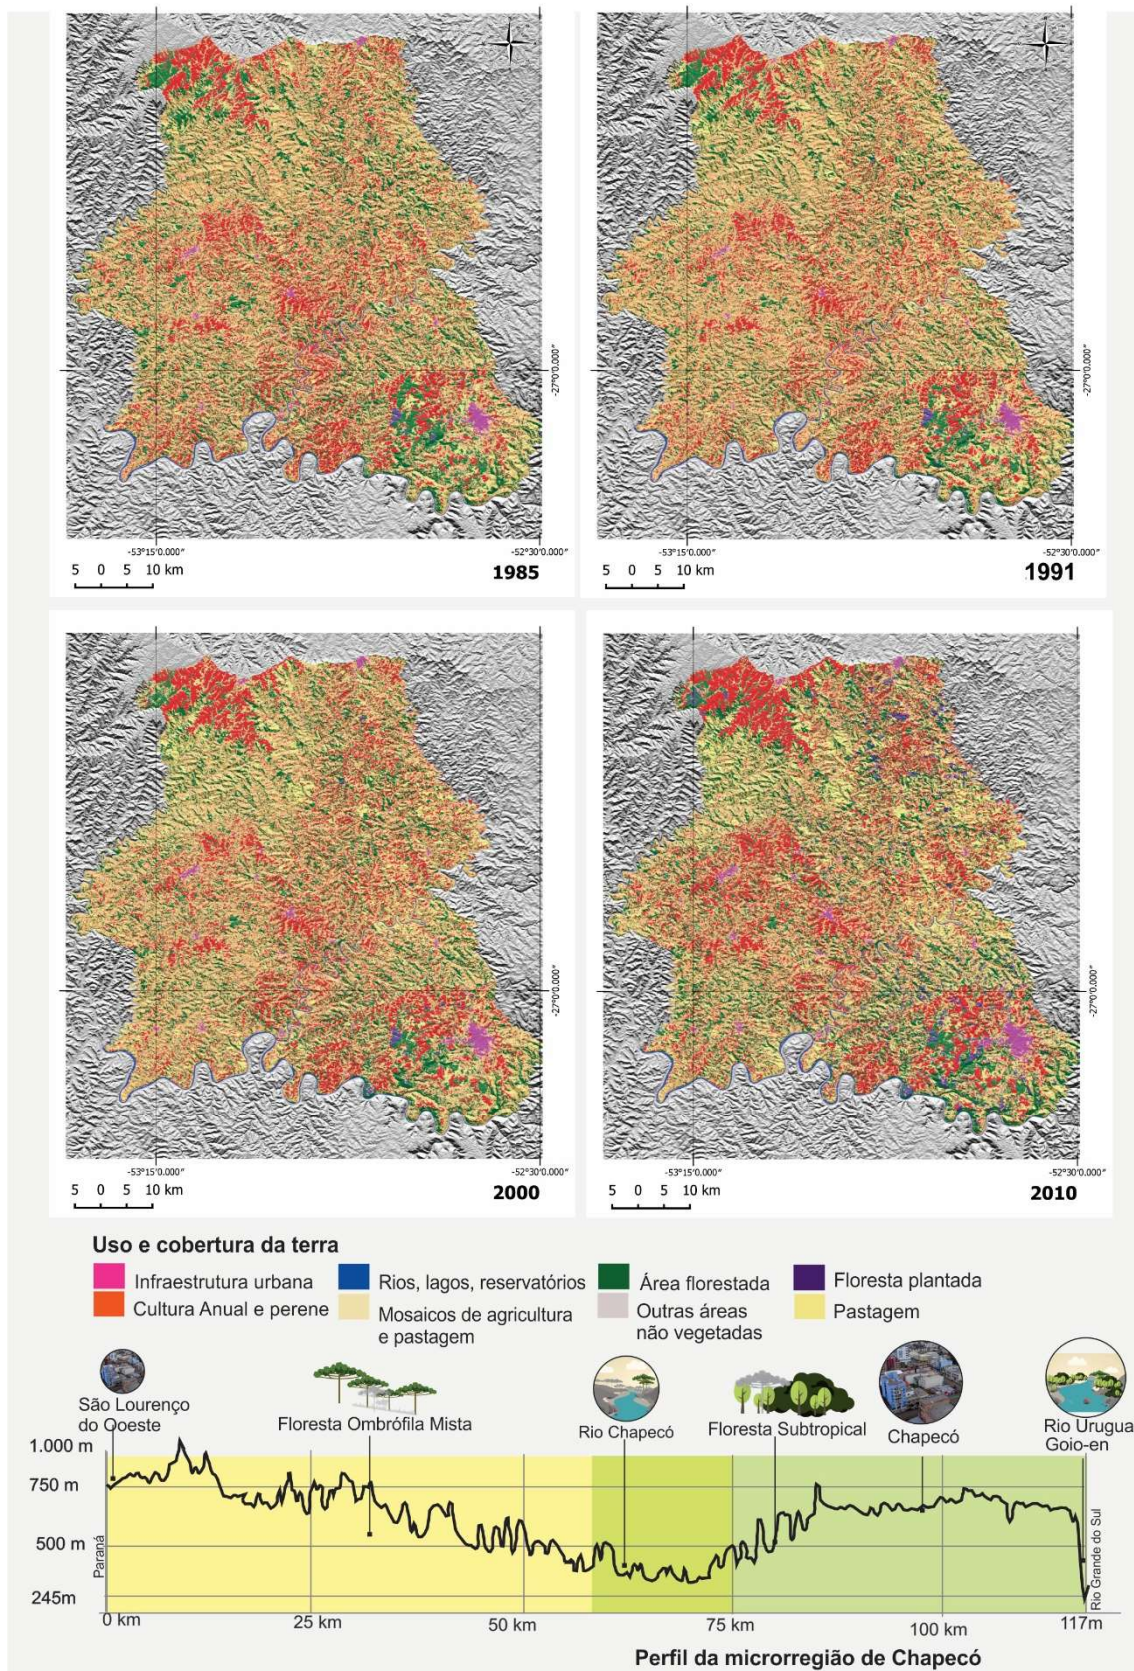 -27°0'0.000"
-27°0'0.000"
-53°15'0.000"
-52°30'0.000"
-53°15'0.000"
-52°30'0.000"
5 0 5 10 km
1985
5 0 5 10 km
1991
-27°0'0.000"
-27°0'0.000"
-53°15'0.000"
-52°30'0.000"
-53°15'0.000"
-52°30'0.000"
5 0 5 10 km
2000
5 0 5 10 km
2010
Uso e cobertura da terra
Infraestrutura urbana
Rios, lagos, reservatórios
Área florestada
Floresta plantada
Cultura Anual e perene
Mosaicos de agricultura
e pastagem
Outras áreas
não vegetadas
Pastagem
São Lourenço
do Ooeste
Floresta Ombrófila Mista
Rio Chapecó
Floresta Subtropical
Chapecó
Rio Urugua
Goio-en
1.000 m
750 m
500 m
245m
Paraná
Rio Grande do Sul
0 km
25 km
50 km
75 km
100 km
117m
Perfil da microrregião de Chapecó